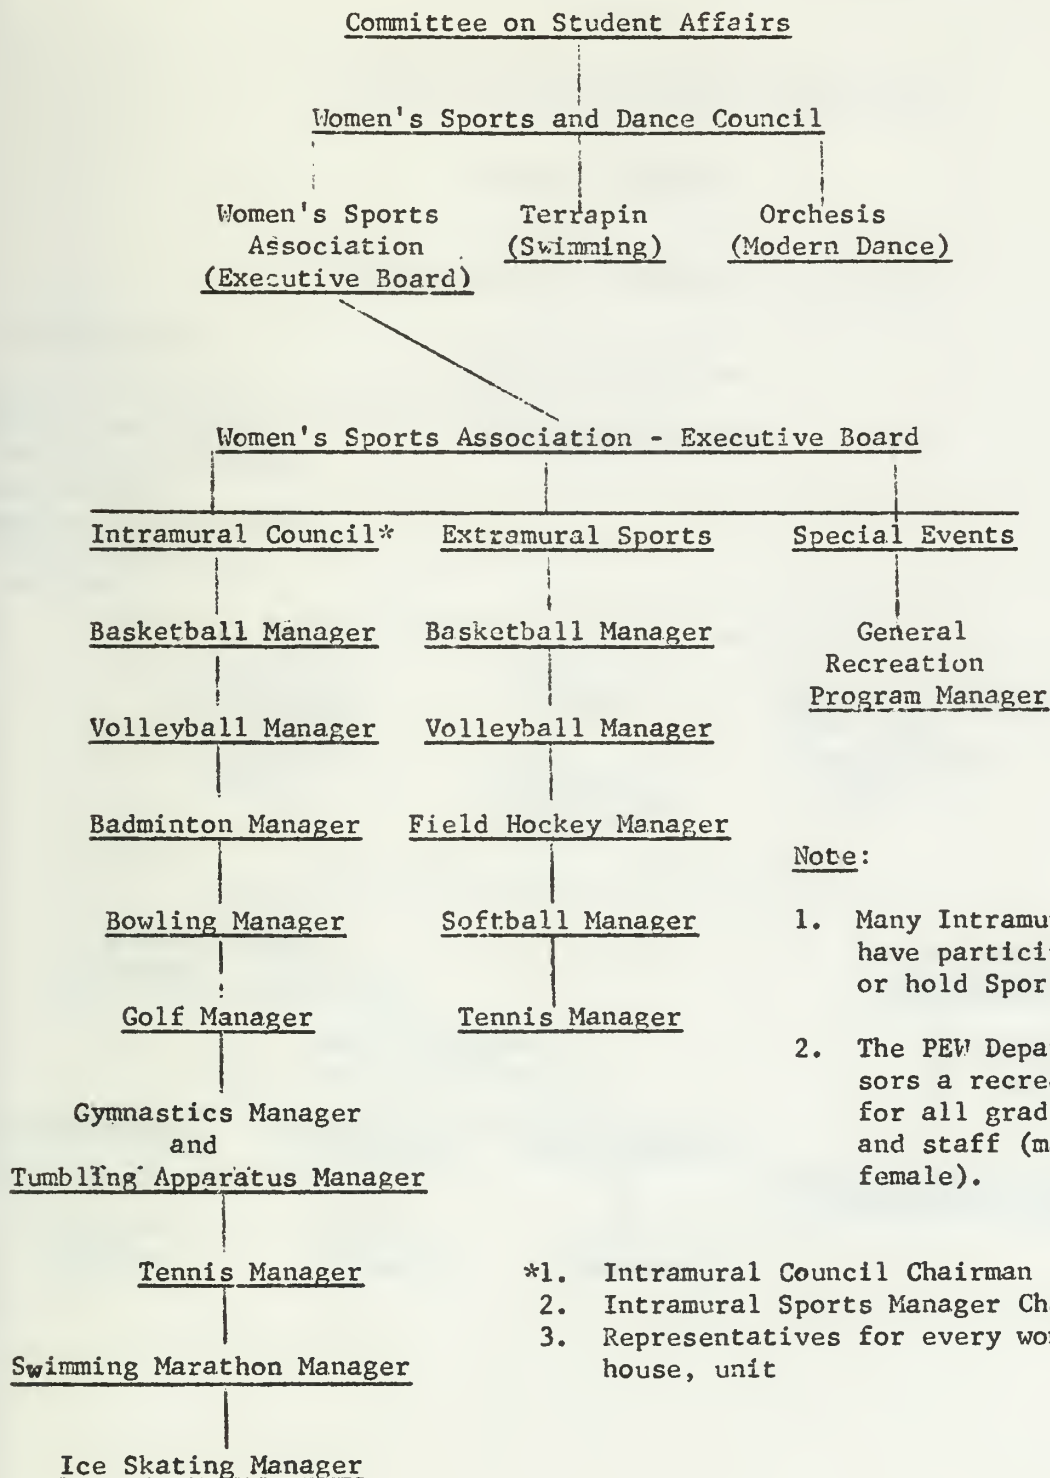 Committee on Student Affairs
Women's Sports and Dance Council
Women's Sports
Association
(Executive Board)
Terrapin
(Swimming)
Orchesis
(Modern Dance)
Women's Sports Association - Executive Board
Intramural Council*
Basketball Manager
Volleyball Manager
Badminton Manager
Bowling Manager
Golf Manager
Gymnastics Manager
and
Tumbling Apparatus Manager
Tennis Manager
Swimming Marathon Manager
Ice Skating Manager
Extramural Sports
Basketball Manager
Volleyball Manager
Field Hockey Manager
Softball Manager
Tennis Manager
Special Events
General
Recreation
Program Manager
Note:
1. Many Intramu
have partici
or hold Spor
2. The PEW Depa
sors a recre
for all grad
and staff (m
female).
*1. Intramural Council Chairman
2. Intramural Sports Manager Ch
3. Representatives for every wo
house, unit